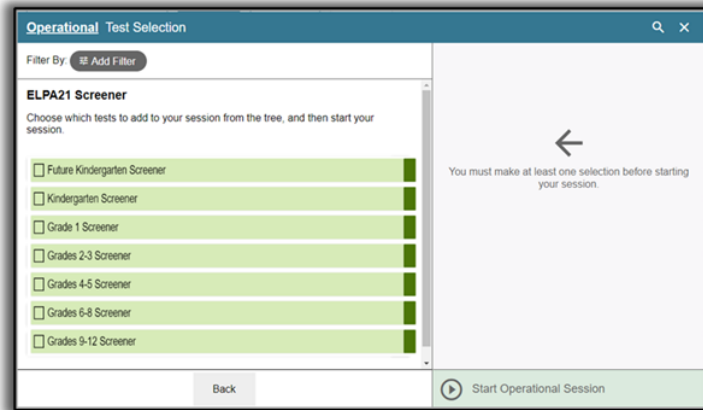 Operational Test Selection
Filter By: Add Filter
ELPA21 Screener
Choose which tests to add to your session from the tree, and then start your
session.
Future Kindergarten Screener
Kindergarten Screener
Grade 1 Screener
Grades 2-3 Screener
Grades 4-5 Screener
Grades 6-8 Screener
Grades 9-12 Screener
Back
You must make at least one selection before starting
your session.
Start Operational Session